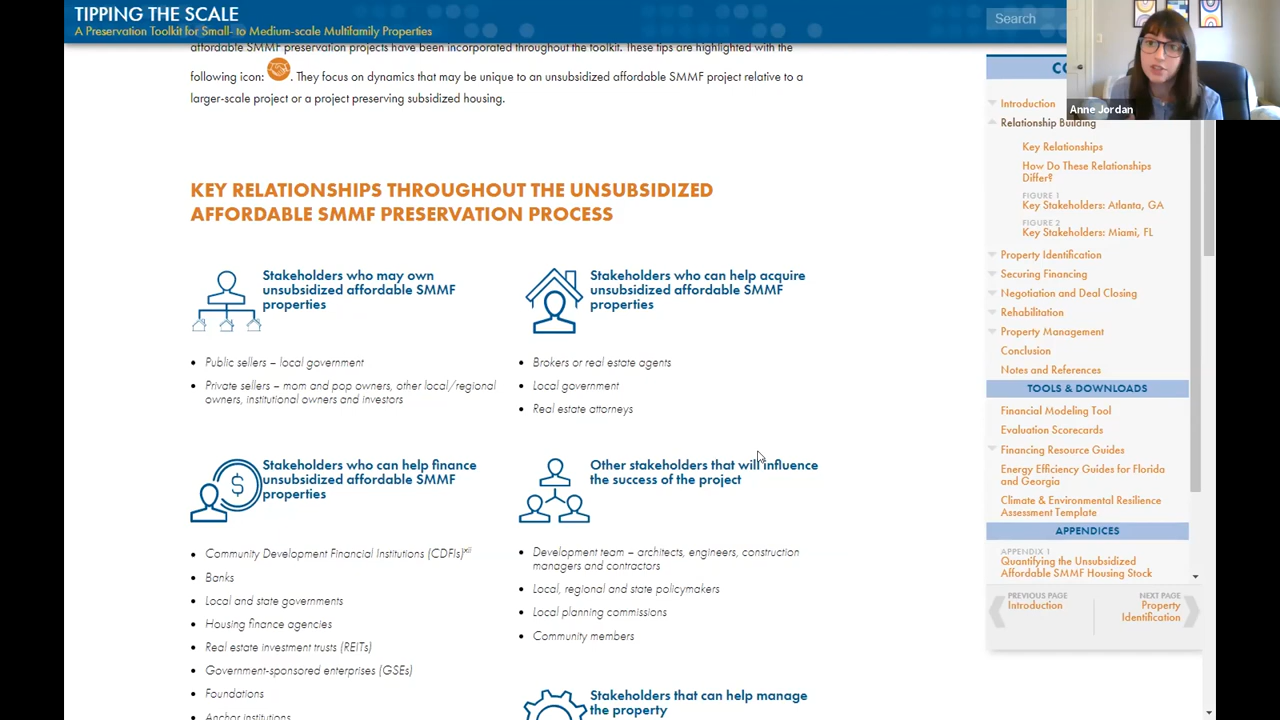 TIPPING THE SCALE
A Preservation Toolkit for Small- to Medium-scale Multifamily Properties
Search
Anne Jordan
affordable SMMF preservation projects have been incorporated throughout the toolkit. These tips are highlighted with the
following icon: . They focus on dynamics that may be unique to an unsubsidized affordable SMMF project relative to a
larger-scale project or a project preserving subsidized housing.
KEY RELATIONSHIPS THROUGHOUT THE UNSUBSIDIZED
AFFORDABLE SMMF PRESERVATION PROCESS
Stakeholders who may own
unsubsidized affordable SMMF
properties
• Public sellers – local government
• Private sellers – mom and pop owners, other local/regional
owners, institutional owners and investors
Stakeholders who can help acquire
unsubsidized affordable SMMF
properties
• Brokers or real estate agents
• Local government
• Real estate attorneys
Stakeholders who can help finance
unsubsidized affordable SMMF
properties
$
• Community Development Financial Institutions (CDFIs)xii
• Banks
• Local and state governments
• Housing finance agencies
• Real estate investment trusts (REITs)
• Government-sponsored enterprises (GSEs)
• Foundations
Anchor institutions
Other stakeholders that will influence
the success of the project
• Development team – architects, engineers, construction
managers and contractors
• Local, regional and state policymakers
• Local planning commissions
• Community members
Stakeholders that can help manage
the property
Introduction
Relationship Building
Key Relationships
How Do These Relationships
Differ?
FIGURE 1
Key Stakeholders: Atlanta, GA
FIGURE 2
Key Stakeholders: Miami, FL
Property Identification
Securing Financing
Negotiation and Deal Closing
Rehabilitation
Property Management
Conclusion
Notes and References
TOOLS & DOWNLOADS
Financial Modeling Tool
Evaluation Scorecards
Financing Resource Guides
Energy Efficiency Guides for Florida
and Georgia
Climate & Environmental Resilience
Assessment Template
APPENDICES
APPENDIX 1
Quantifying the Unsubsidized
Affordable SMMF Housing Stock
PREVIOUS PAGE
Introduction
NEXT PAGE
Property
Identification